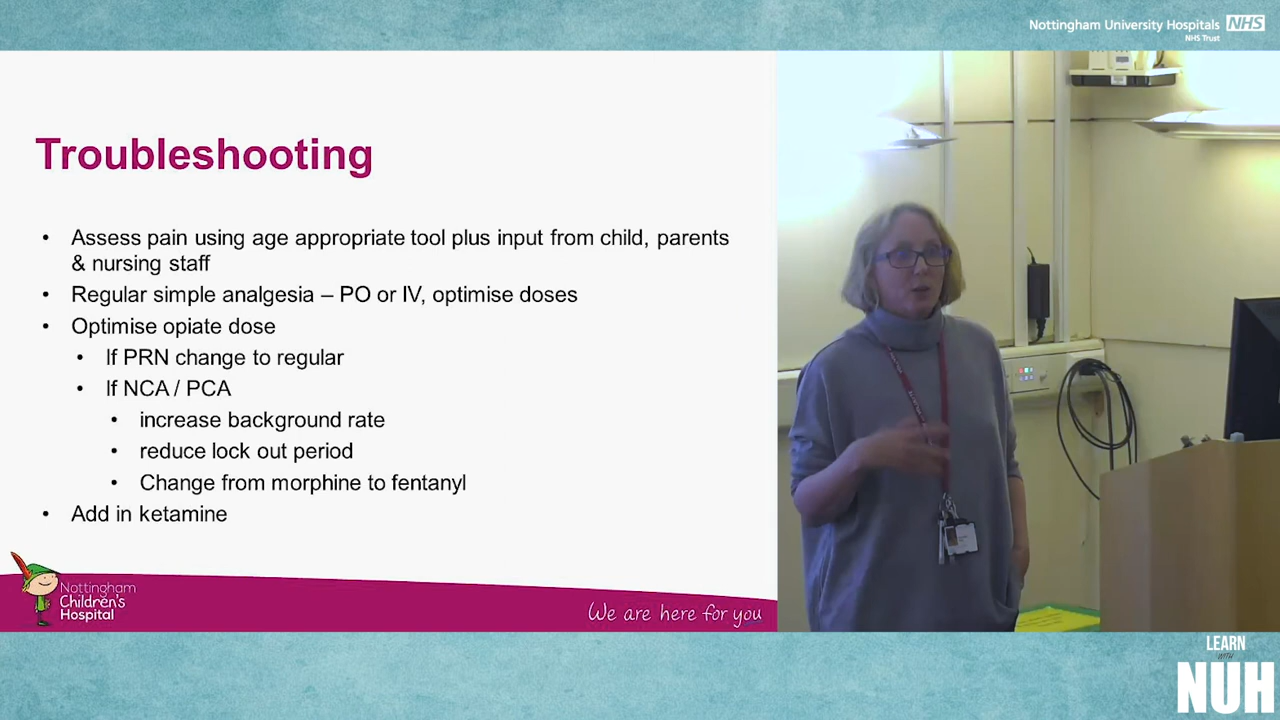 Nottingham University Hospitals NHS
NHS Trust
Troubleshooting
• Assess pain using age appropriate tool plus input from child, parents
& nursing staff
• Regular simple analgesia – PO or IV, optimise doses
• Optimise opiate dose
• If PRN change to regular
• If NCA / PCA
• increase background rate
• reduce lock out period
• Change from morphine to fentanyl
• Add in ketamine
Nottingham
Children's
Hospital
We are here for you
LEARN
WITH
NUH